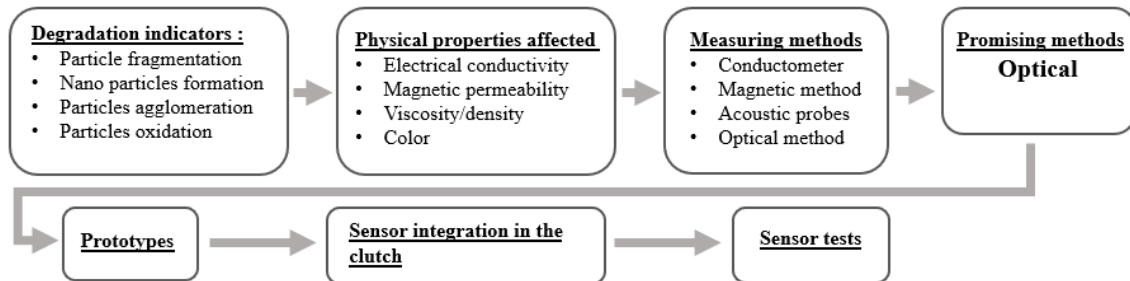 Degradation indicators :
• Particle fragmentation
• Nano particles formation
• Particles agglomeration
• Particles oxidation
Physical properties affected
• Electrical conductivity
• Magnetic permeability
• Viscosity/density
• Color
Measuring methods
• Conductometer
• Magnetic method
• Acoustic probes
• Optical method
Promising methods
Optical
Prototypes
Sensor integration in the
clutch
Sensor tests